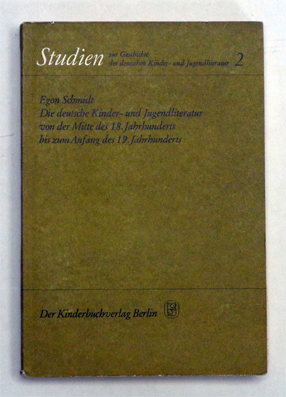 Studien zur Geschichte der deutschen Kinder- und Jugendliteratur 2
Egon Schmidt
Die deutsche Kinder- und Jugendliteratur
von der Mitte des 18. Jahrhunderts
bis zum Anfang des 19. Jahrhunderts
Der Kinderbuchverlag Berlin